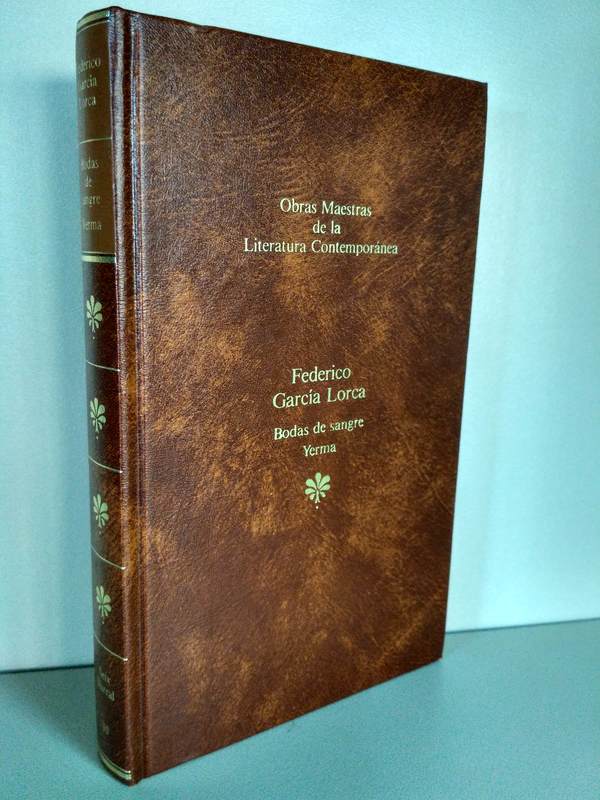 Federico
García
Lorca
Bodas
de
sangre
Yerma
Obras Maestras
de la
Literatura Contemporánea
Federico
García Lorca
Bodas de sangre
Yerma